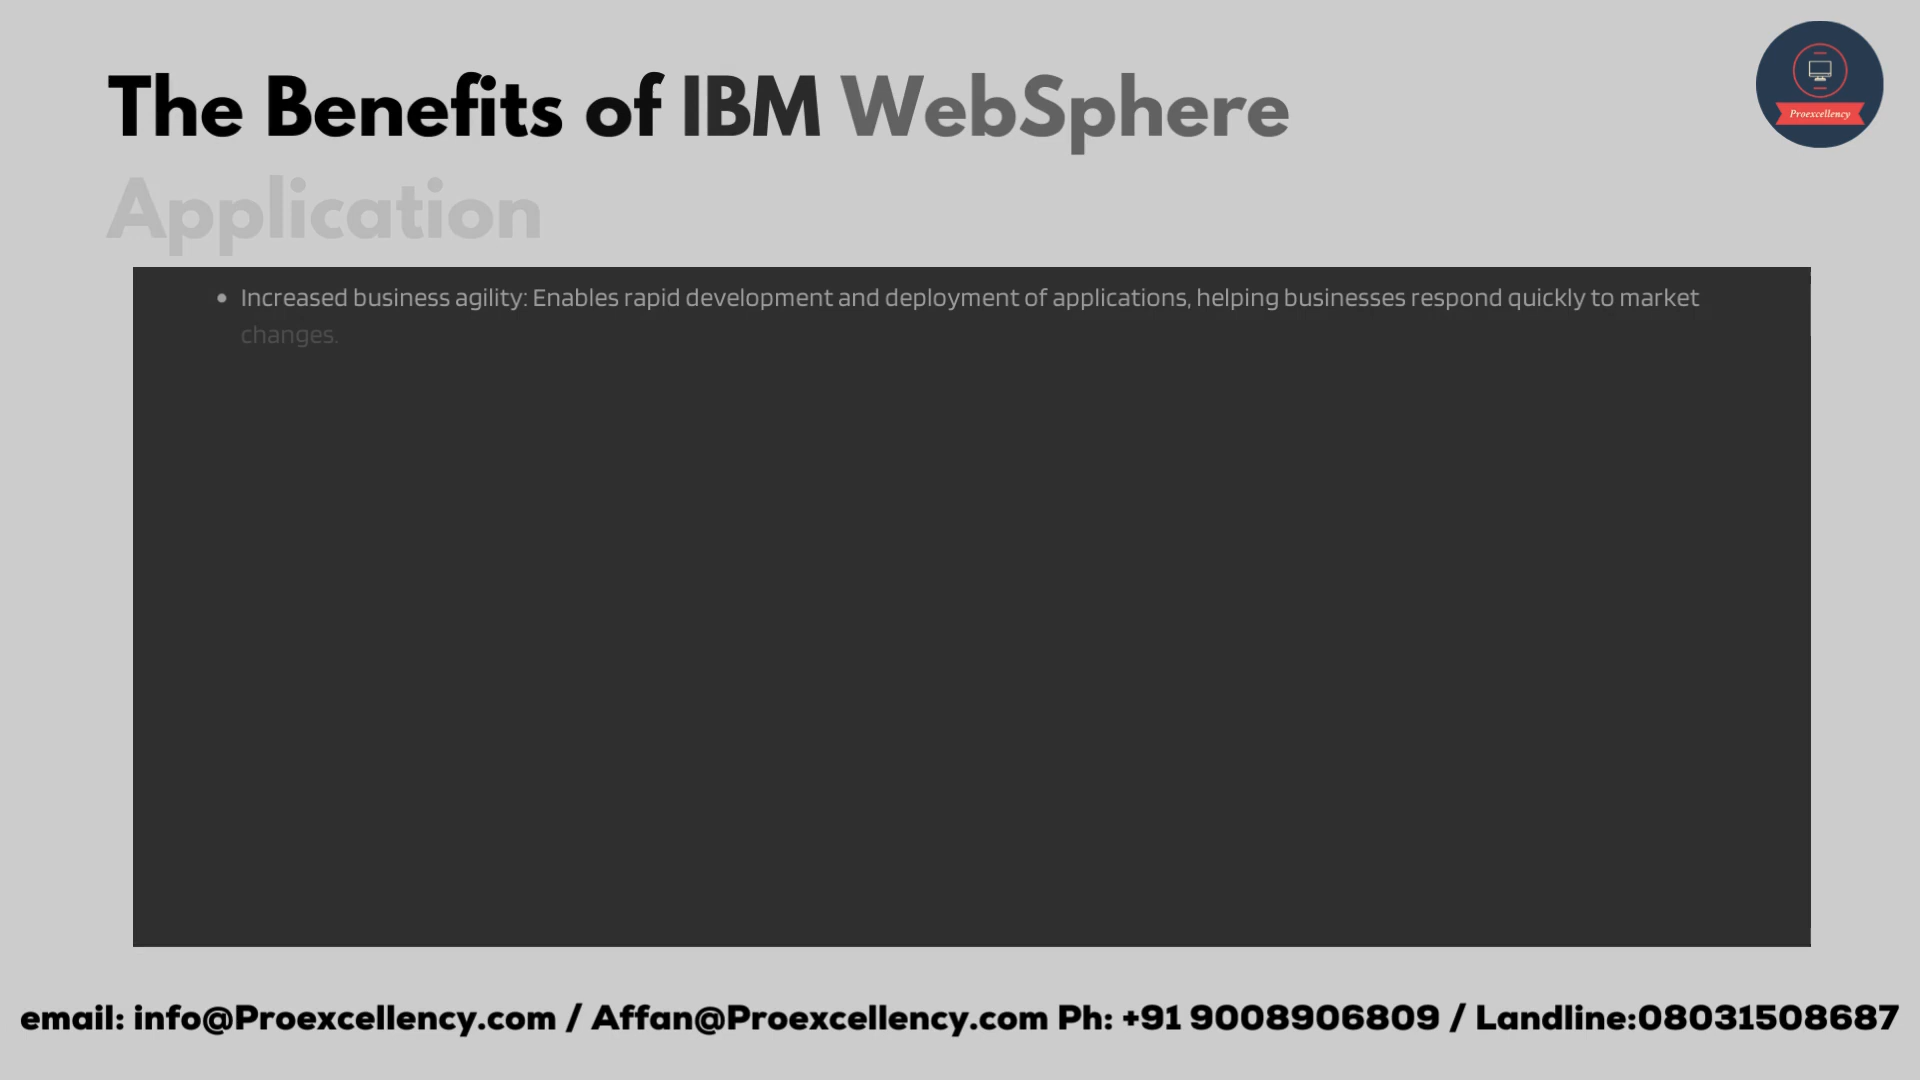 The Benefits of IBM WebSphere
Application
Proexcellency
• Increased business agility: Enables rapid development and deployment of applications, helping businesses respond quickly to market
changes.
email: info@Proexcellency.com / Affan@Proexcellency.com Ph: +91 9008906809 / Landline:08031508687